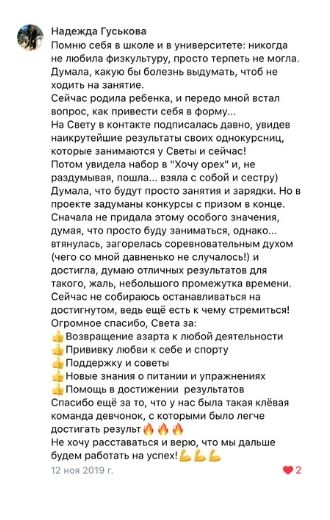 Надежда Гуськова
Помню себя в школе и в университете: никогда
не любила физкультуру, просто терпеть не могла.
Думала, какую бы болезнь выдумать, чтоб не
ходить на занятие.
Сейчас родила ребенка, и передо мной встал
вопрос, как привести себя в форму...
На Свету в контакте подписалась давно, увидев
наикрутейшие результаты своих однокурсниц,
которые занимаются у Светы и сейчас!
Потом увидела набор в "Хочу орех" и, не
раздумывая, пошла... взяла с собой и сестру)
Думала, что будут просто занятия и зарядки. Но в
проекте задуманы конкурсы с призом в конце.
Сначала не придала этому особого значения,
думая, что просто буду заниматься, однако...
втянулась, загорелась соревновательным духом
(чего со мной давненько не случалось!) и
достигла, думаю отличных результатов для
такого, жаль, небольшого промежутка времени.
Сейчас не собираюсь останавливаться на
достигнутом, ведь ещё есть к чему стремиться!
Огромное спасибо, Света за:
👍Возвращение азарта к любой деятельности
👍Прививку любви к себе и спорту
👍Поддержку и советы
👍Новые знания о питании и упражнениях
👍Помощь в достижении результатов
Спасибо ещё за то, что у нас была такая клёвая
команда девчонок, с которыми было легче
достигать результ🔥🔥🔥
Не хочу расставаться и верю, что мы дальше
будем работать на успех!💪💪💪
12 ноя 2019 г. ❤ 2